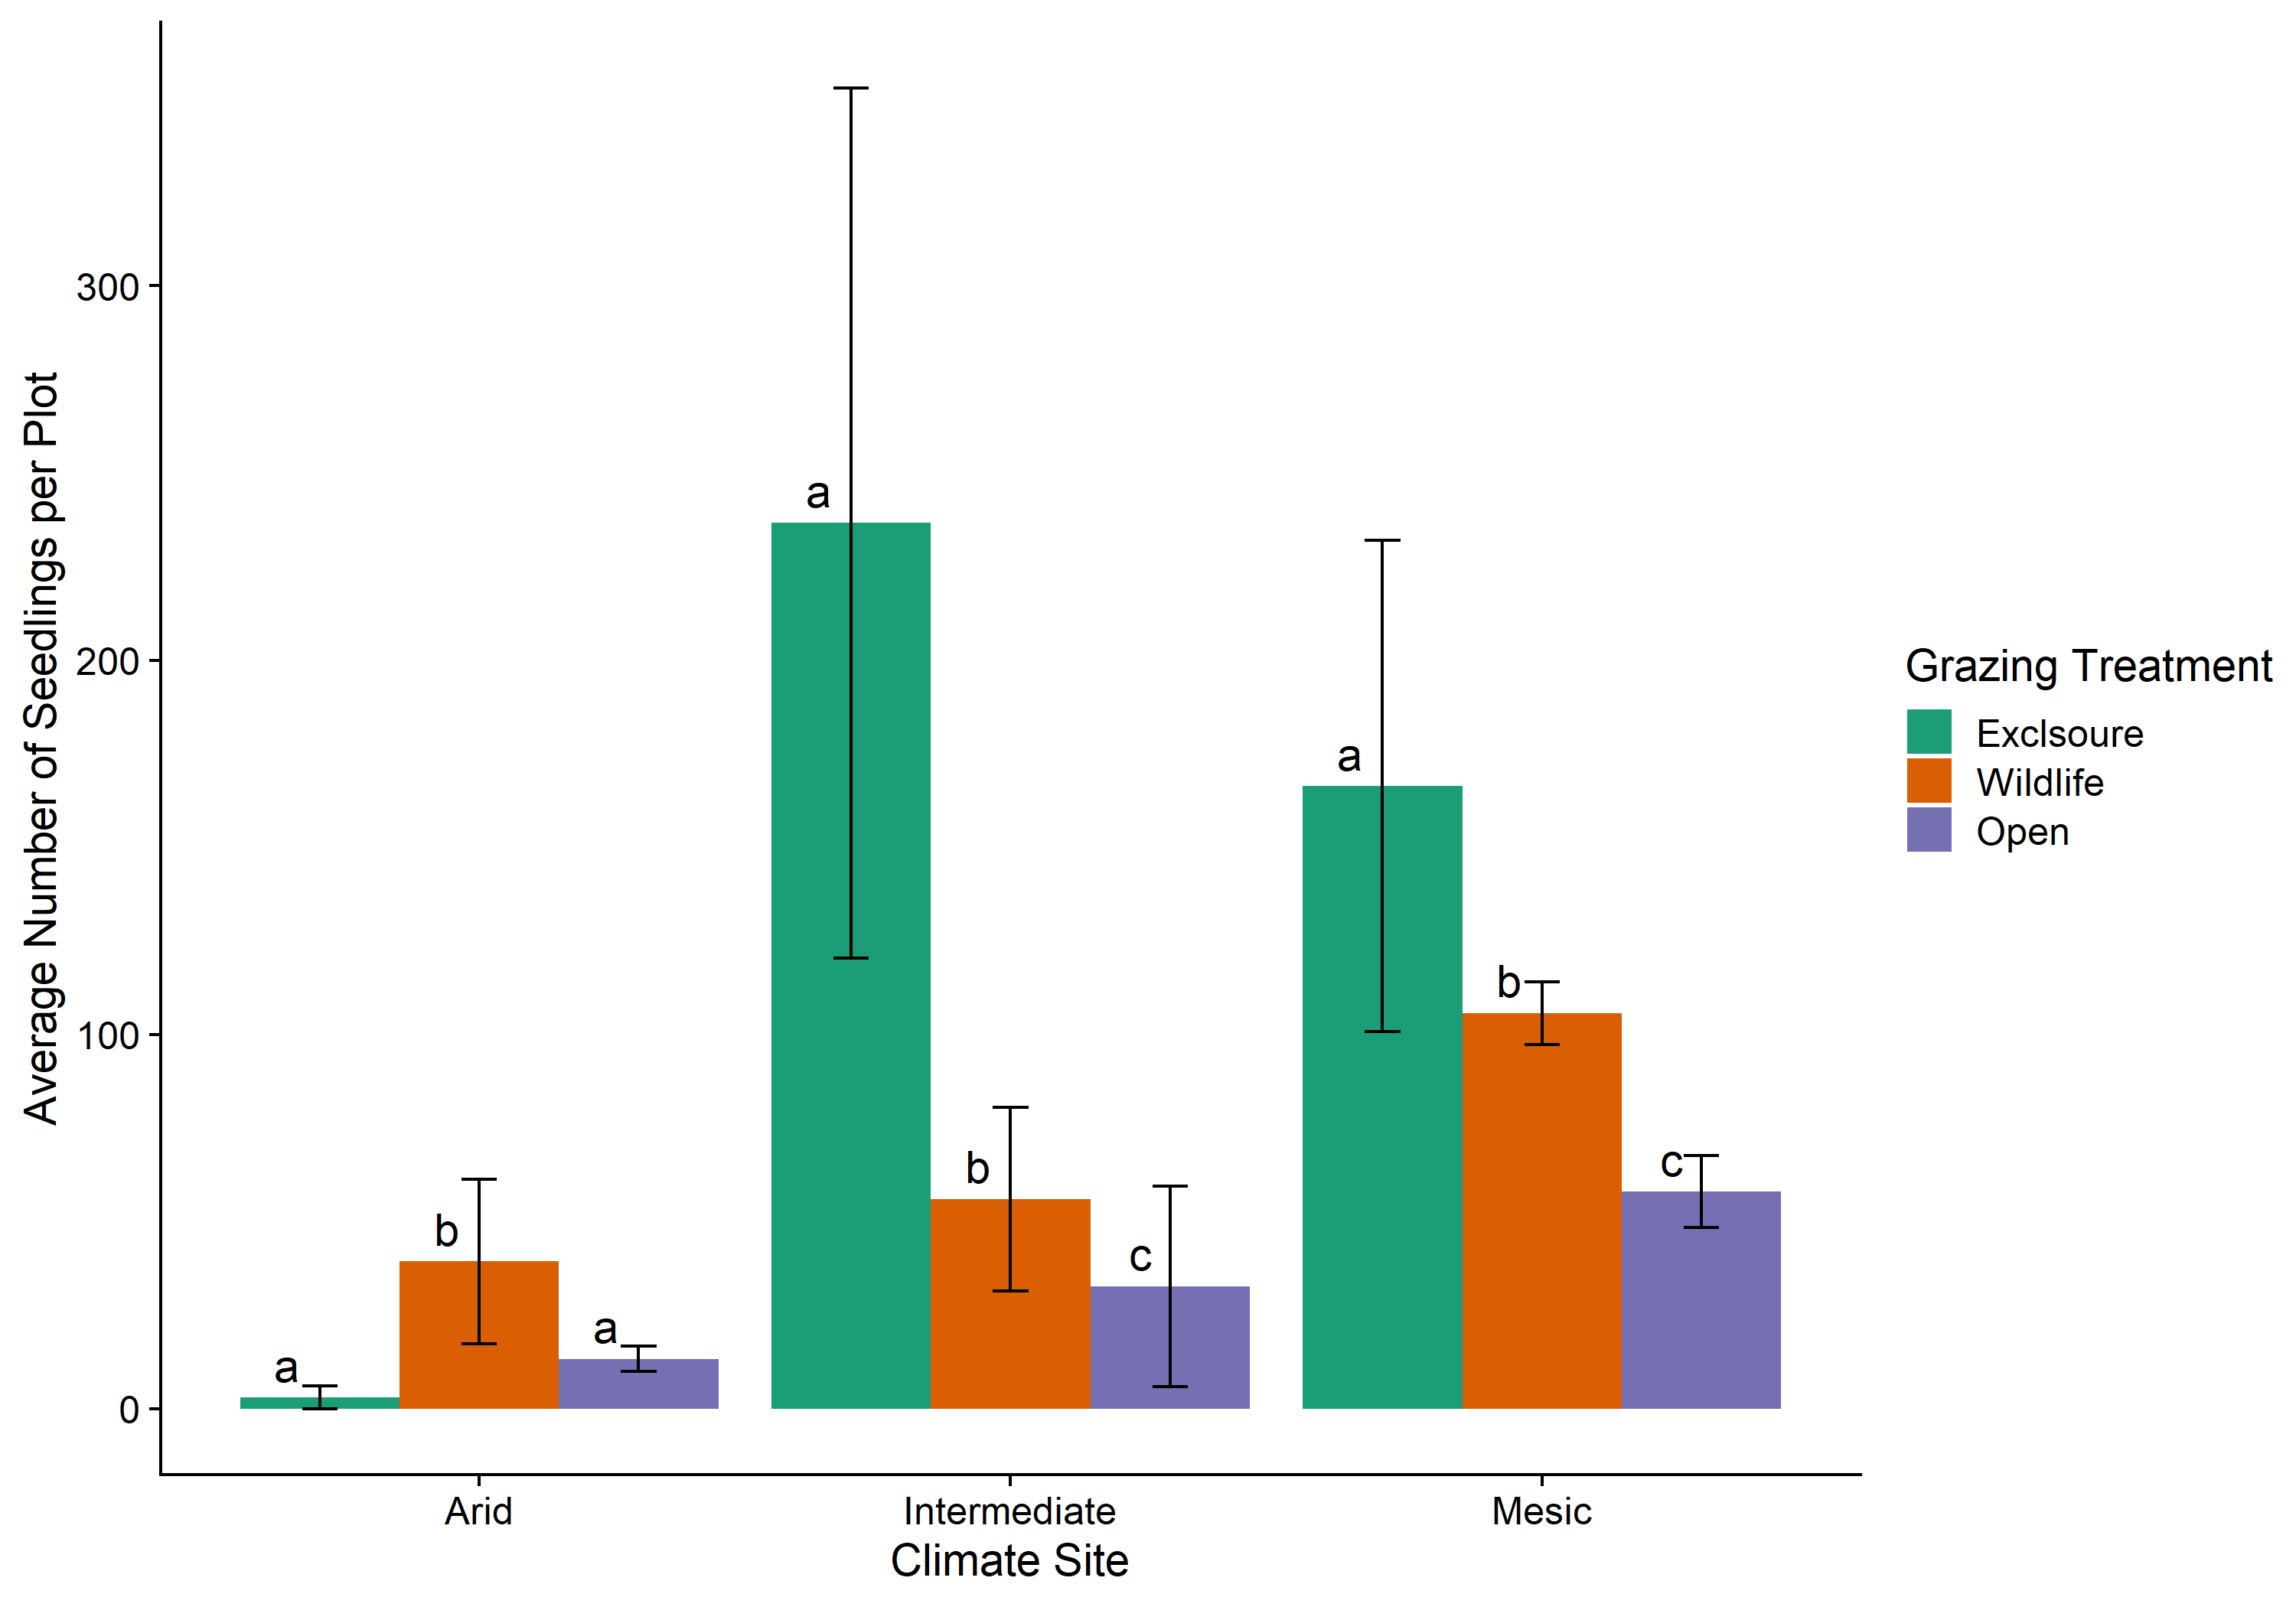 Average Number of Seedlings per Plot
300
200
100
0
a
b
a
a
b
c
a
b
c
Arid
Intermediate
Mesic
Climate Site
Grazing Treatment
Exclsoure
Wildlife
Open